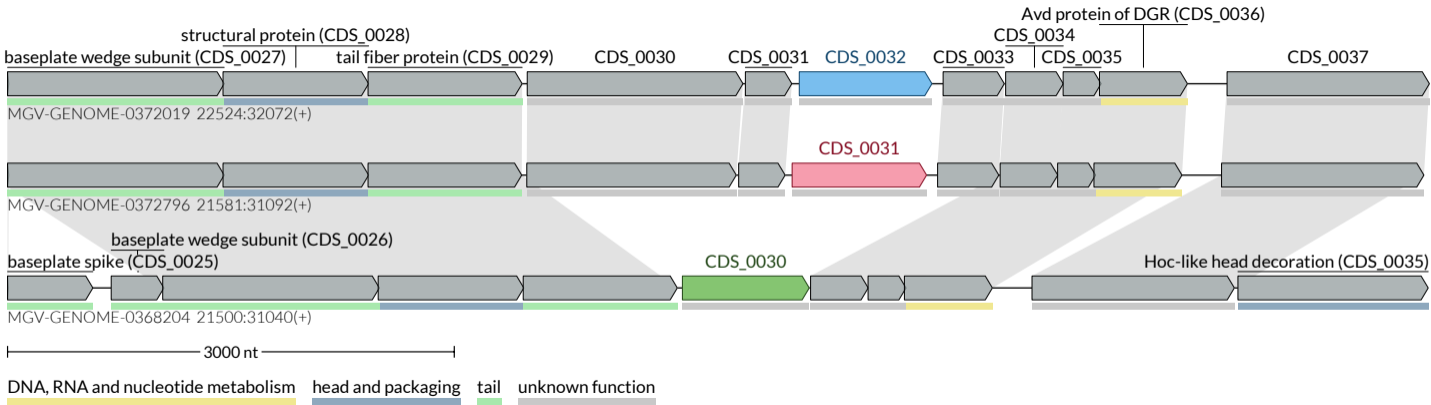 Avd protein of DGR (CDS_0036)
structural protein (CDS_0028)
CDS_0034
baseplate wedge subunit (CDS_0027)
tail fiber protein (CDS_0029)
CDS_0030
CDS_0031
CDS_0032
CDS_0033
CDS_0035
CDS_0037
MGV-GENOME-0372019 22524:32072(+)
CDS_0031
MGV-GENOME-0372796 21581:31092(+)
baseplate wedge subunit (CDS_0026)
baseplate spike (CDS_0025)
CDS_0030
Hoc-like head decoration (CDS_0035)
MGV-GENOME-0368204 21500:31040(+)
3000 nt
DNA, RNA and nucleotide metabolism
head and packaging
tail
unknown function